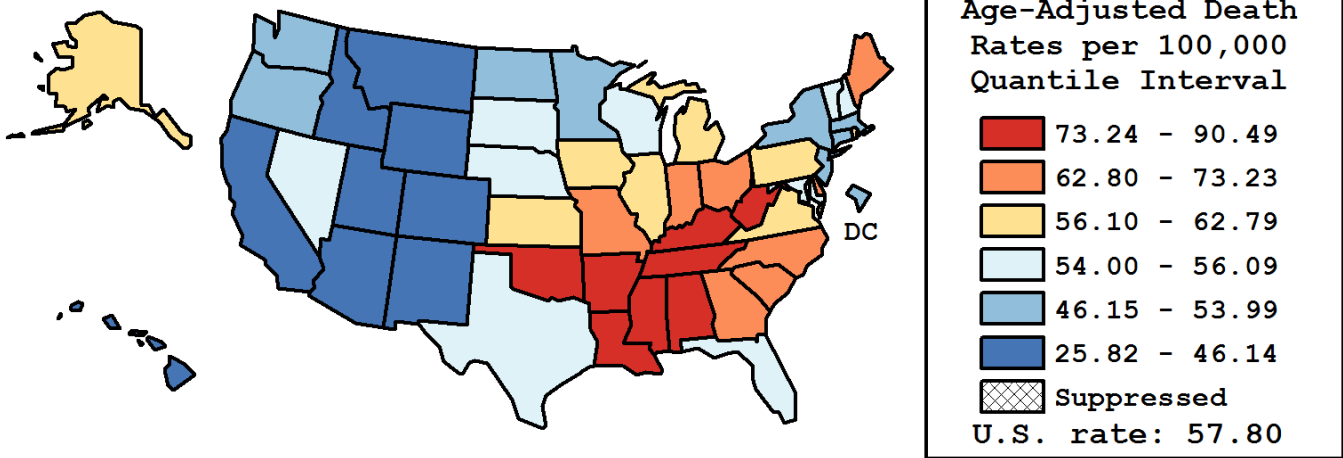 DC
Age-Adjusted Death
Rates per 100,000
Quantile Interval
73.24 - 90.49
62.80 - 73.23
56.10 - 62.79
54.00 - 56.09
46.15 - 53.99
25.82 - 46.14
Suppressed
U.S. rate: 57.80